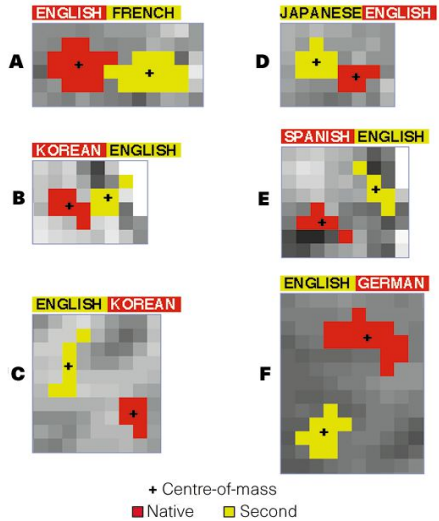 ENGLISH FRENCH
A
KOREAN ENGLISH
B
ENGLISH KOREAN
C
JAPANESE ENGLISH
D
SPANISH ENGLISH
E
ENGLISH GERMAN
F
+ Centre-of-mass
Native Second